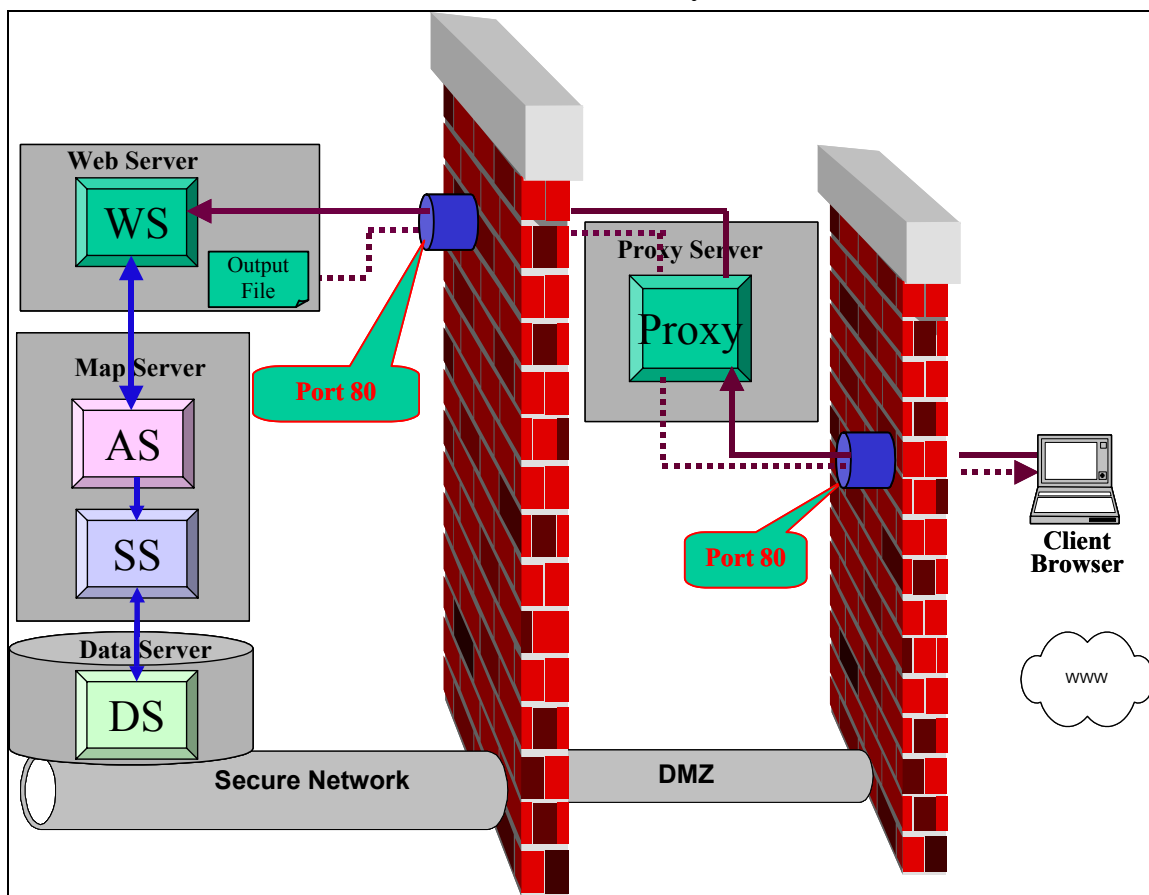 Web Server
WS
Output
File
Port 80
Map Server
AS
SS
Data Server
DS
Secure Network
Proxy Server
Proxy
Port 80
DMZ
Client
Browser
www